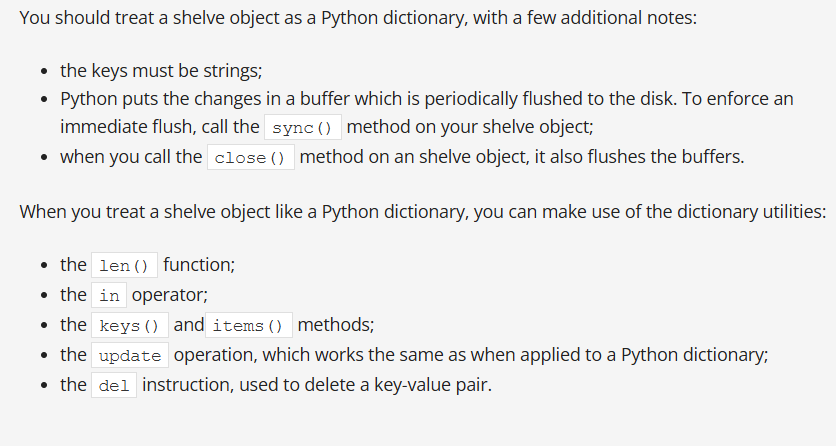 You should treat a shelve object as a Python dictionary, with a few additional notes:
• the keys must be strings;
• Python puts the changes in a buffer which is periodically flushed to the disk. To enforce an
immediate flush, call the sync() method on your shelve object;
• when you call the close() method on an shelve object, it also flushes the buffers.
When you treat a shelve object like a Python dictionary, you can make use of the dictionary utilities:
• the len() function;
• the in operator;
• the keys() and items() methods;
• the update operation, which works the same as when applied to a Python dictionary;
• the del instruction, used to delete a key-value pair.